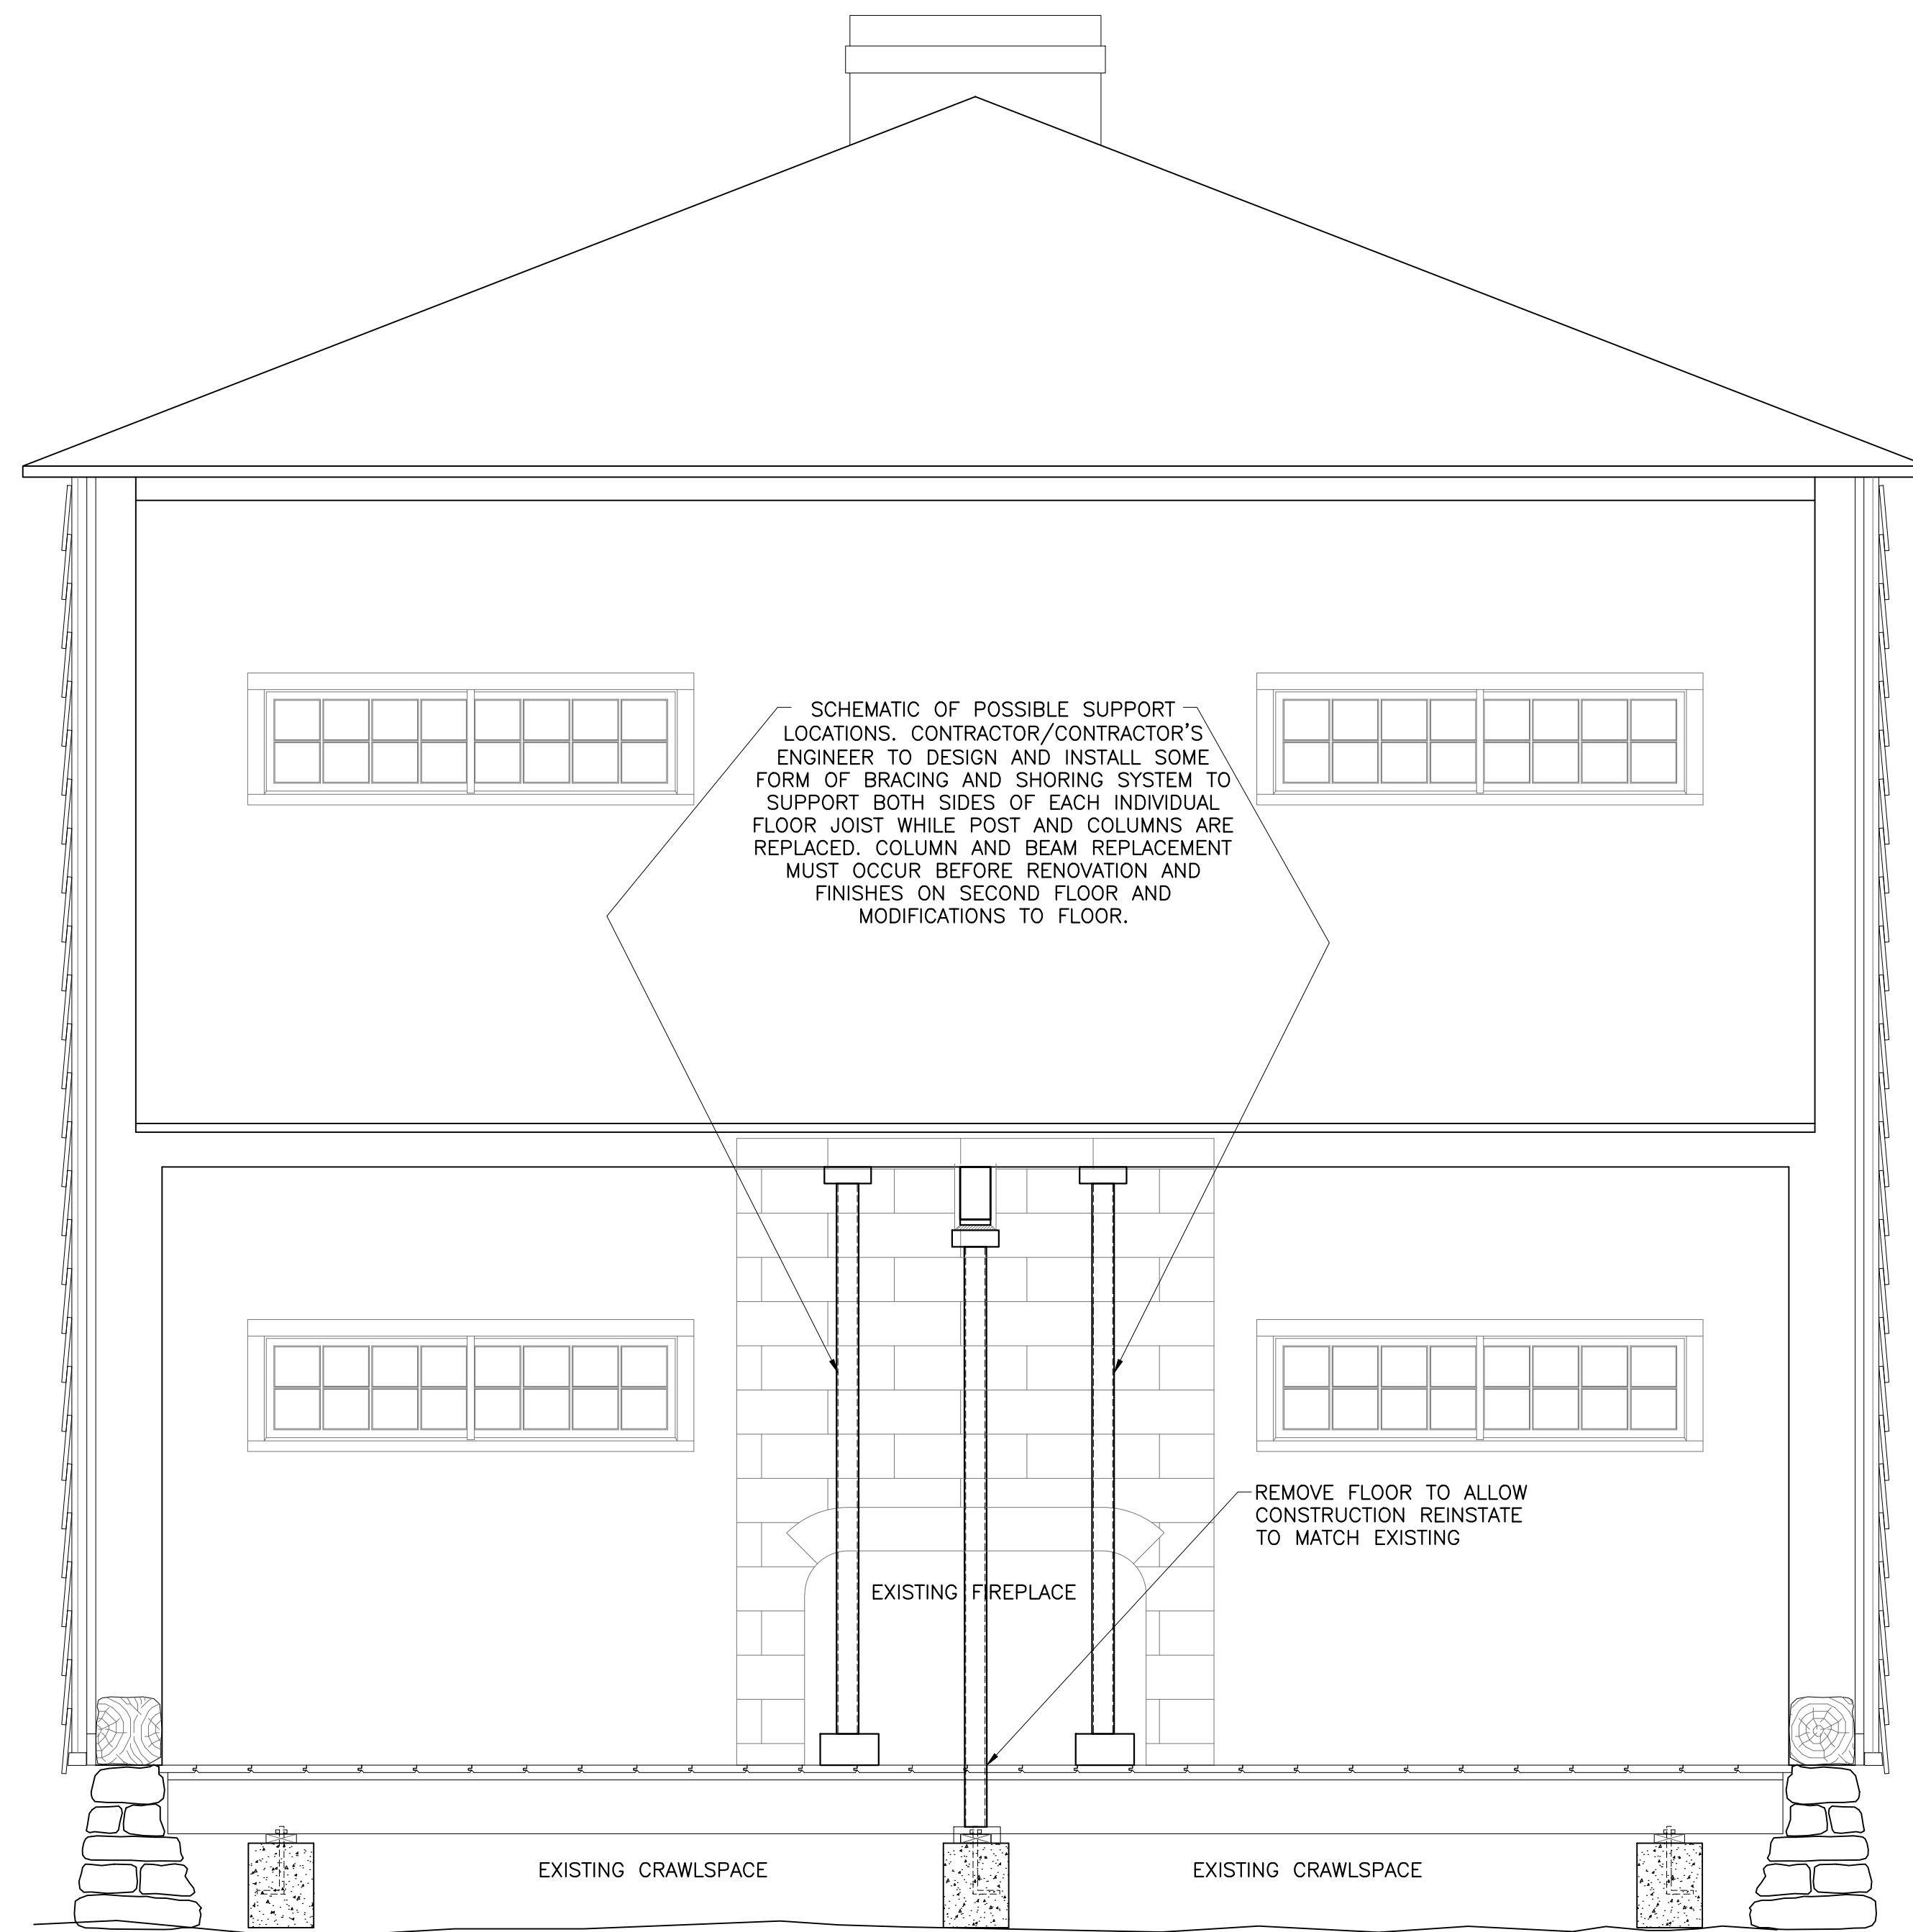 SCHEMATIC OF POSSIBLE SUPPORT
LOCATIONS. CONTRACTOR/CONTRACTOR'S
ENGINEER TO DESIGN AND INSTALL SOME
FORM OF BRACING AND SHORING SYSTEM TO
SUPPORT BOTH SIDES OF EACH INDIVIDUAL
FLOOR JOIST WHILE POST AND COLUMNS ARE
REPLACED. COLUMN AND BEAM REPLACEMENT
MUST OCCUR BEFORE RENOVATION AND
FINISHES ON SECOND FLOOR AND
MODIFICATIONS TO FLOOR.
REMOVE FLOOR TO ALLOW
CONSTRUCTION REINSTATE
TO MATCH EXISTING
EXISTING FIREPLACE
EXISTING CRAWLSPACE
EXISTING CRAWLSPACE